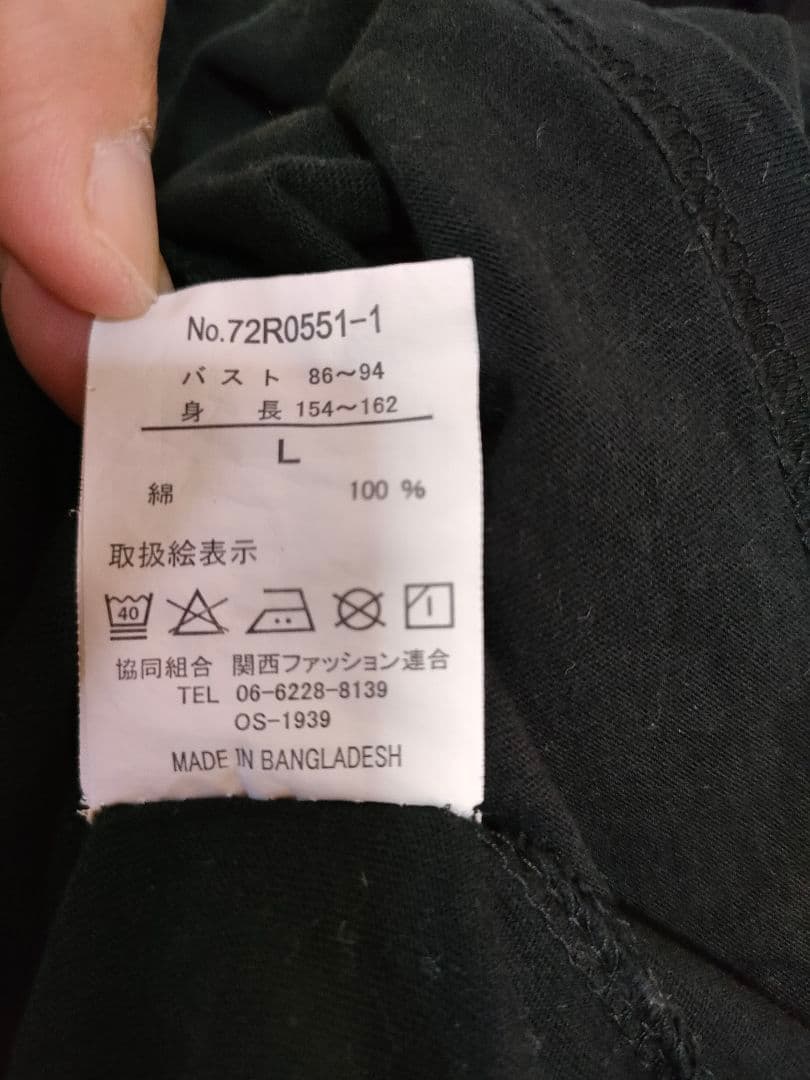 No.72R0551-1
バスト 86～94
身長 154～162
L
綿 100 %
取扱絵表示
40
協同組合 関西ファッション連合
TEL 06-6228-8139
OS-1939
MADE IN BANGLADESH